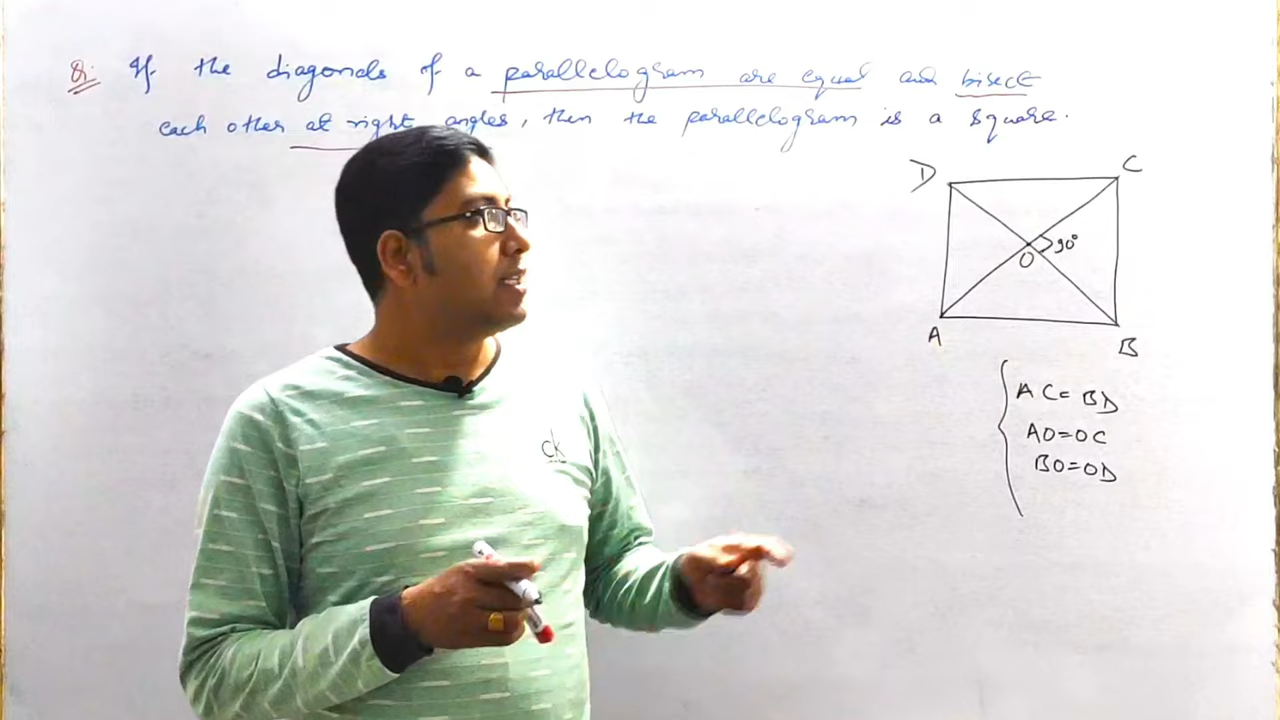 Q. If the diagonals of a parallelogram are equal and bisect
each other at right angles, then the parallelogram is a square.
D
C
O
90°
A
B
AC=BD
AO=OC
BO=OD
ck